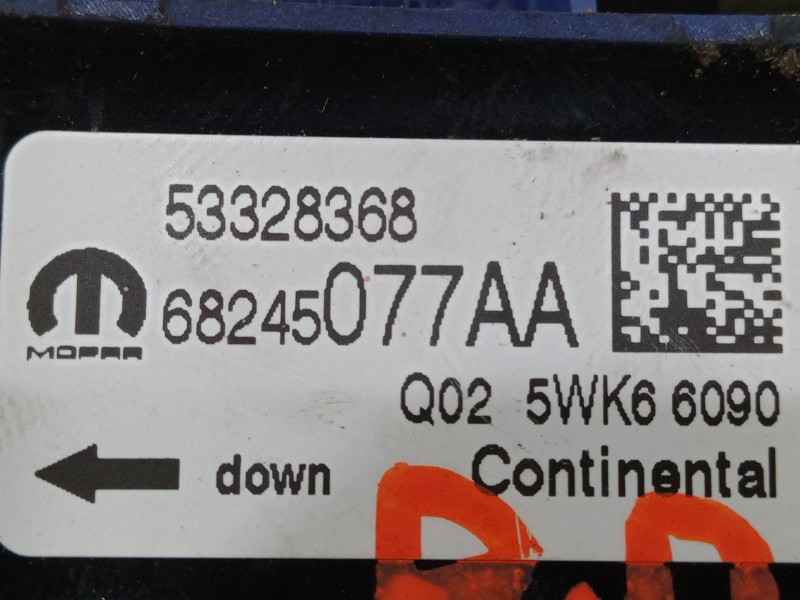 53328368
MOPAR
68245077AA
Q02 5WK6 6090
down Continental